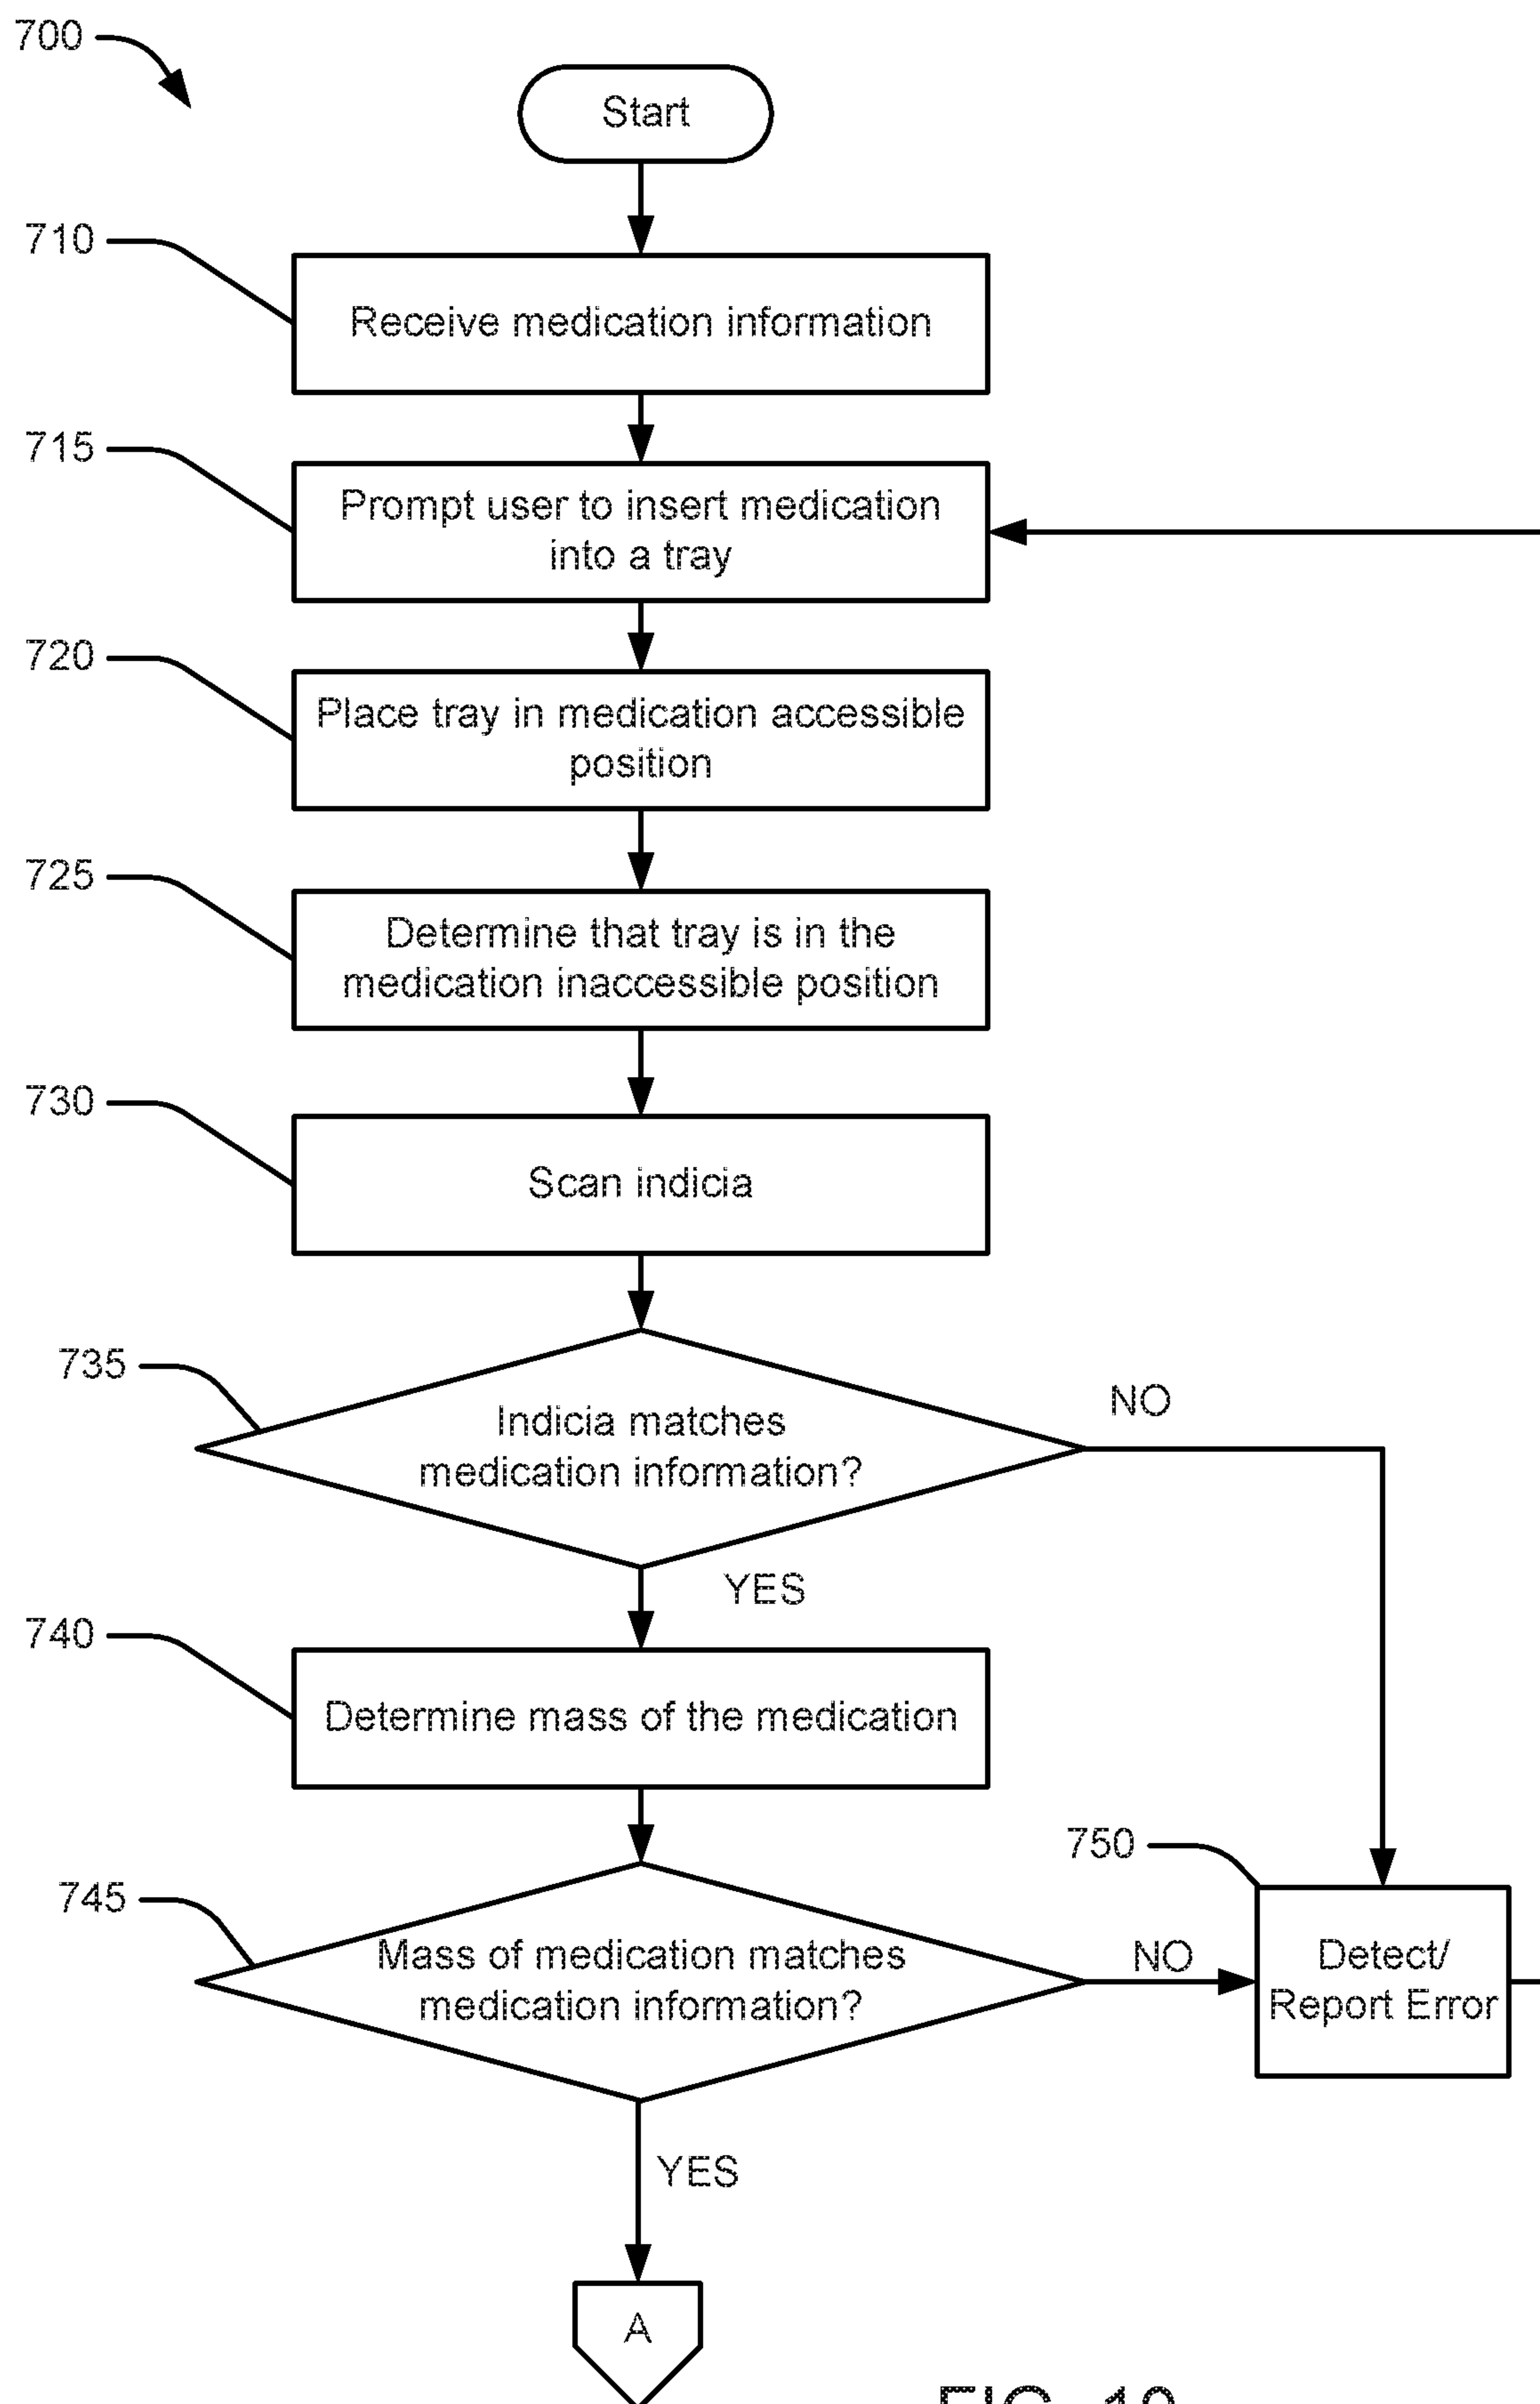 700
Start
710
Receive medication information
715
Prompt user to insert medication
into a tray
720
Place tray in medication accessible
position
725
Determine that tray is in the
medication inaccessible position
730
Scan indicia
735
Indicia matches
medication information?
NO
YES
740
Determine mass of the medication
745
Mass of medication matches
medication information?
NO
750
Detect/
Report Error
YES
A